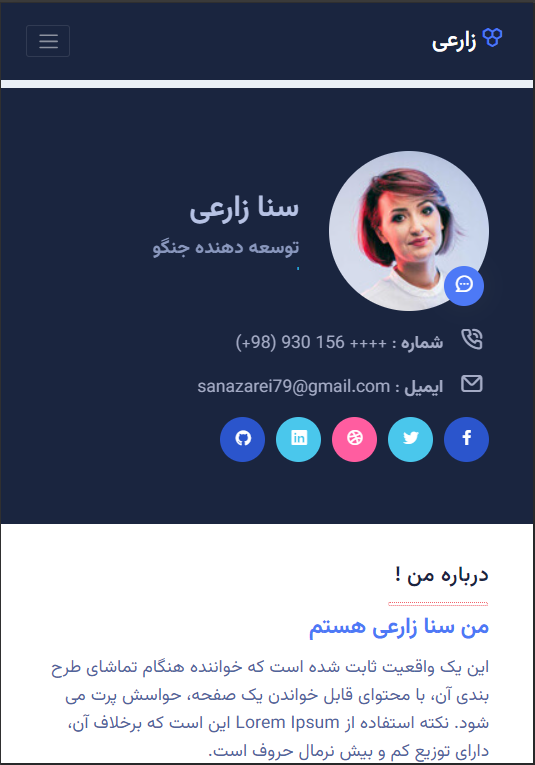 زارعی
سنا زارعی
توسعه دهنده جنگو
شماره : ++++ 156 930 (98+)
ایمیل : sanazarei79@gmail.com
درباره من !
من سنا زارعی هستم
این یک واقعیت ثابت شده است که خواننده هنگام تماشای طرح
بندی آن، با محتوای قابل خواندن یک صفحه، حواسش پرت می
شود. نکته استفاده از Lorem Ipsum این است که برخلاف آن،
دارای توزیع کم و بیش نرمال حروف است.